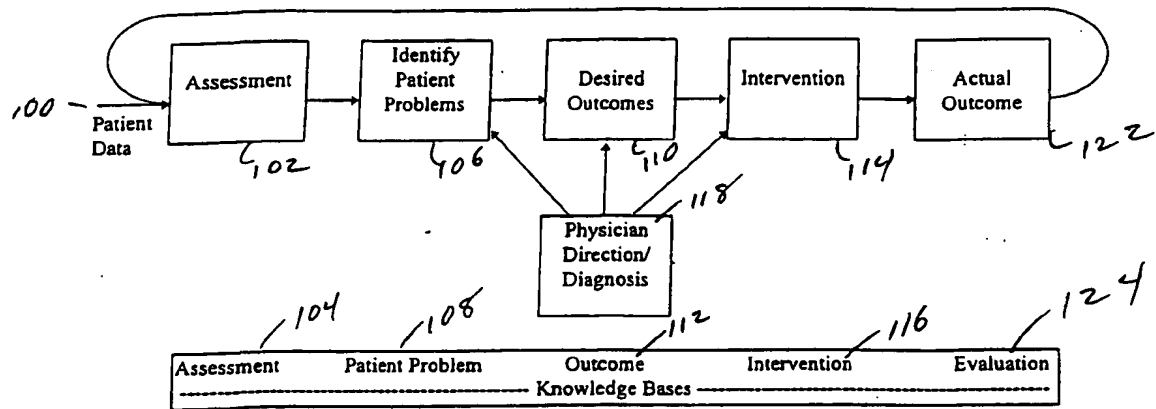 Assessment
Identify
Patient
Problems
Desired
Outcomes
Intervention
Actual
Outcome
100
Patient
Data
102
106
110
114
122
118
Physician
Direction/
Diagnosis
104
108
112
116
124
Assessment Patient Problem Outcome Intervention Evaluation
Knowledge Bases